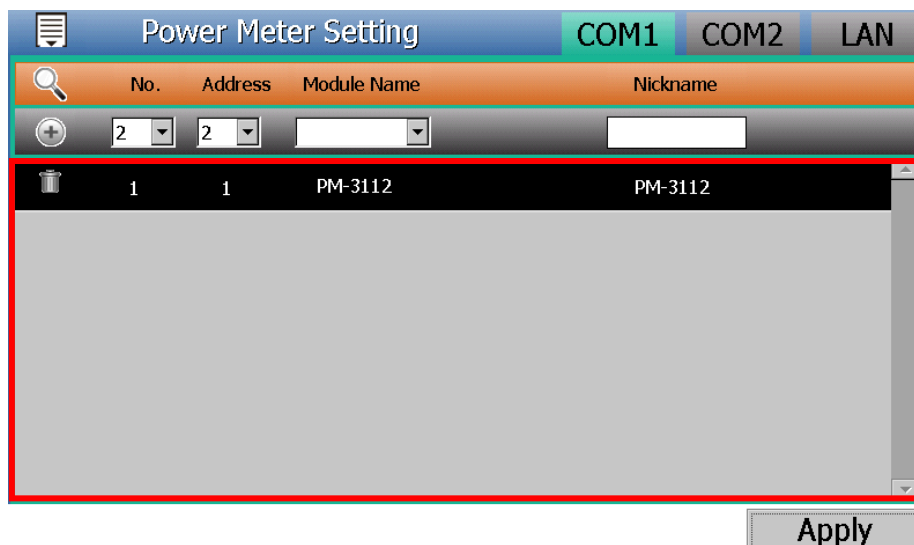 Power Meter Setting COM1 COM2 LAN
No. Address Module Name Nickname
2 2
1 1 PM-3112 PM-3112
Apply